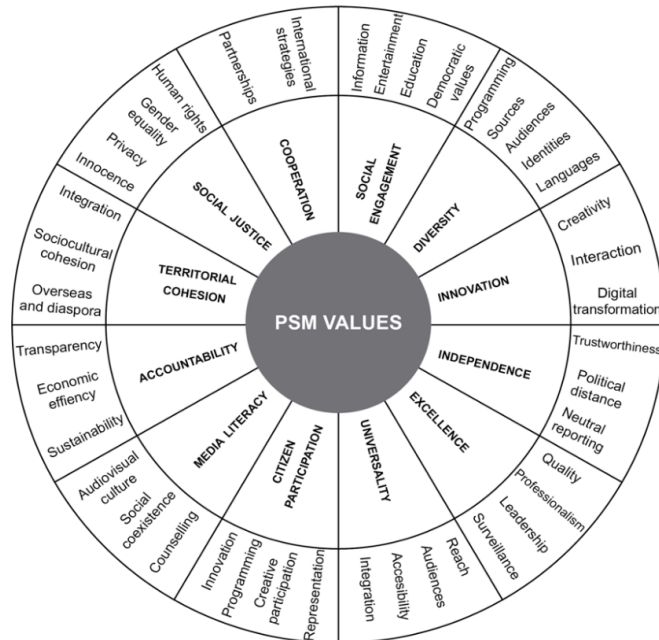 PSM VALUES
SOCIAL
ENGAGEMENT
Information
Entertainment
Education
Democratic
values
DIVERSITY
Programming
Sources
Audiences
Identities
Languages
INNOVATION
Creativity
Interaction
Digital
transformation
INDEPENDENCE
Trustworthiness
Political
distance
Neutral
reporting
EXCELLENCE
Quality
Professionalism
Leadership
Surveillance
UNIVERSALITY
Reach
Audiences
Accesibility
Integration
CITIZEN
PARTICIPATION
Representation
Creative
participation
Programming
Innovation
MEDIA LITERACY
Counselling
Social
coexistence
Audiovisual
culture
ACCOUNTABILITY
Sustainability
Economic
effiency
Transparency
TERRITORIAL
COHESION
Overseas
and diaspora
Sociocultural
cohesion
Integration
SOCIAL JUSTICE
Innocence
Privacy
Gender
equality
Human rights
COOPERATION
Partnerships
International
strategies